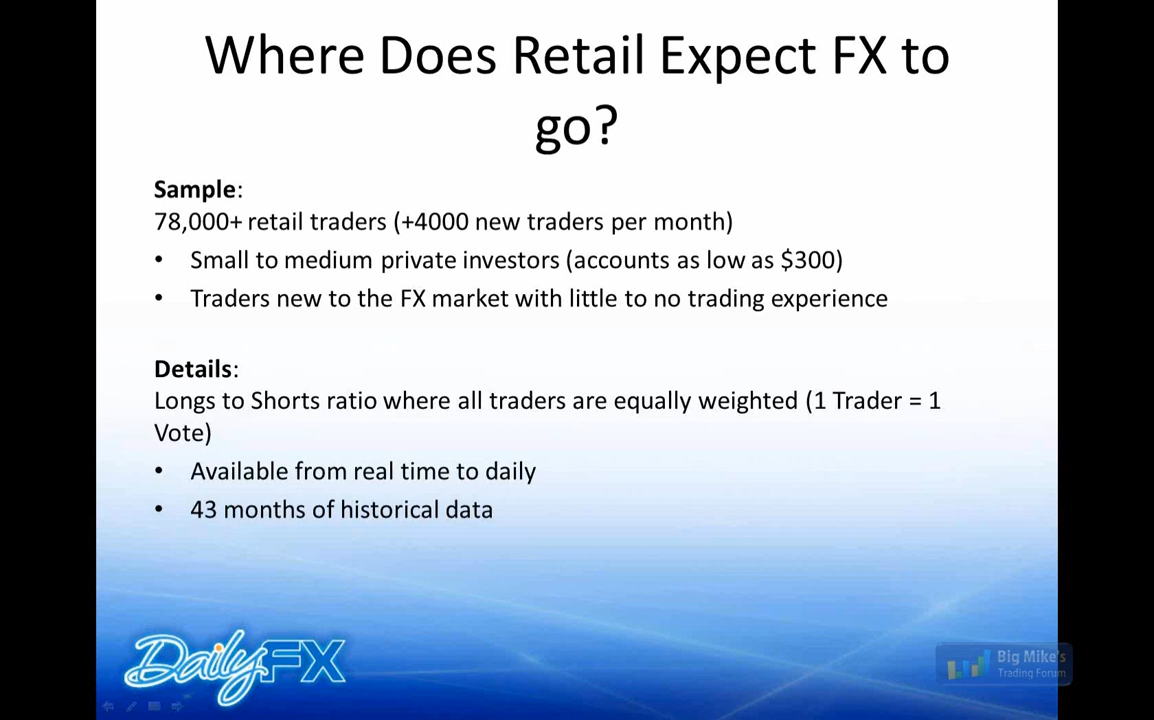 Where Does Retail Expect FX to
go?
Sample:
78,000+ retail traders (+4000 new traders per month)
• Small to medium private investors (accounts as low as $300)
• Traders new to the FX market with little to no trading experience
Details:
Longs to Shorts ratio where all traders are equally weighted (1 Trader = 1
Vote)
• Available from real time to daily
• 43 months of historical data
DailyFX
Big Mike's
Trading Forum